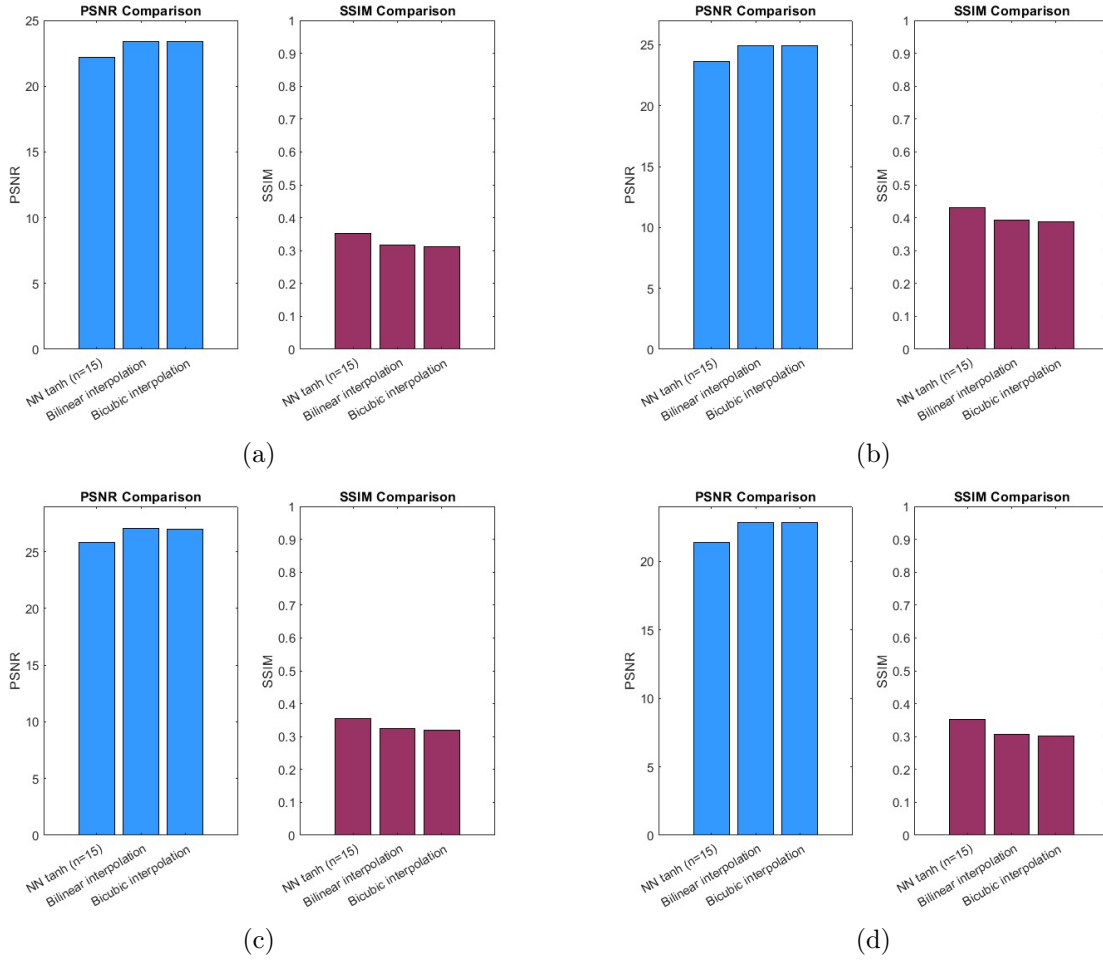 PSNR Comparison
25
20
15
10
5
0
PSNR
NN tanh (n=15)
Bilinear interpolation
Bicubic interpolation
SSIM Comparison
1
0.9
0.8
0.7
0.6
0.5
0.4
0.3
0.2
0.1
0
SSIM
NN tanh (n=15)
Bilinear interpolation
Bicubic interpolation
(a)
PSNR Comparison
25
20
15
10
5
0
PSNR
NN tanh (n=15)
Bilinear interpolation
Bicubic interpolation
SSIM Comparison
1
0.9
0.8
0.7
0.6
0.5
0.4
0.3
0.2
0.1
0
SSIM
NN tanh (n=15)
Bilinear interpolation
Bicubic interpolation
(b)
PSNR Comparison
25
20
15
10
5
0
PSNR
NN tanh (n=15)
Bilinear interpolation
Bicubic interpolation
SSIM Comparison
1
0.9
0.8
0.7
0.6
0.5
0.4
0.3
0.2
0.1
0
SSIM
NN tanh (n=15)
Bilinear interpolation
Bicubic interpolation
(c)
PSNR Comparison
20
15
10
5
0
PSNR
NN tanh (n=15)
Bilinear interpolation
Bicubic interpolation
SSIM Comparison
1
0.9
0.8
0.7
0.6
0.5
0.4
0.3
0.2
0.1
0
SSIM
NN tanh (n=15)
Bilinear interpolation
Bicubic interpolation
(d)